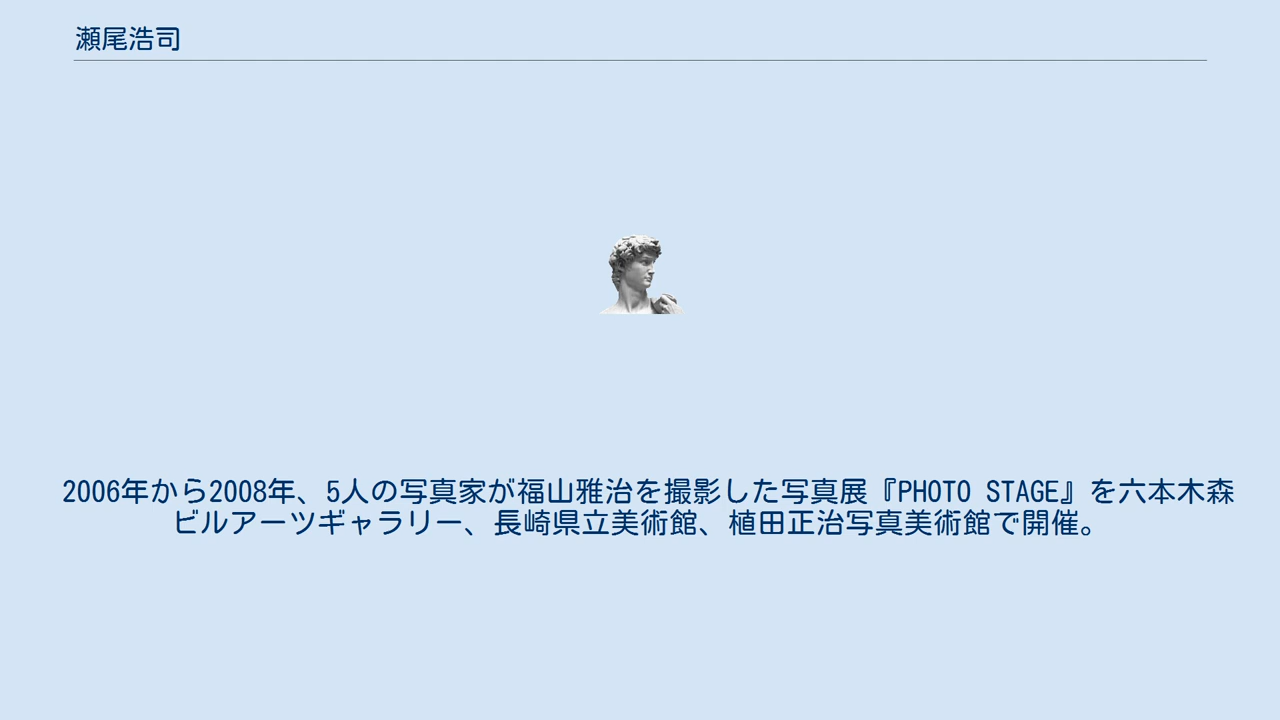 瀬尾浩司
2006年から2008年、5人の写真家が福山雅治を撮影した写真展『PHOTO STAGE』を六本木森
ビルアーツギャラリー、長崎県立美術館、植田正治写真美術館で開催。